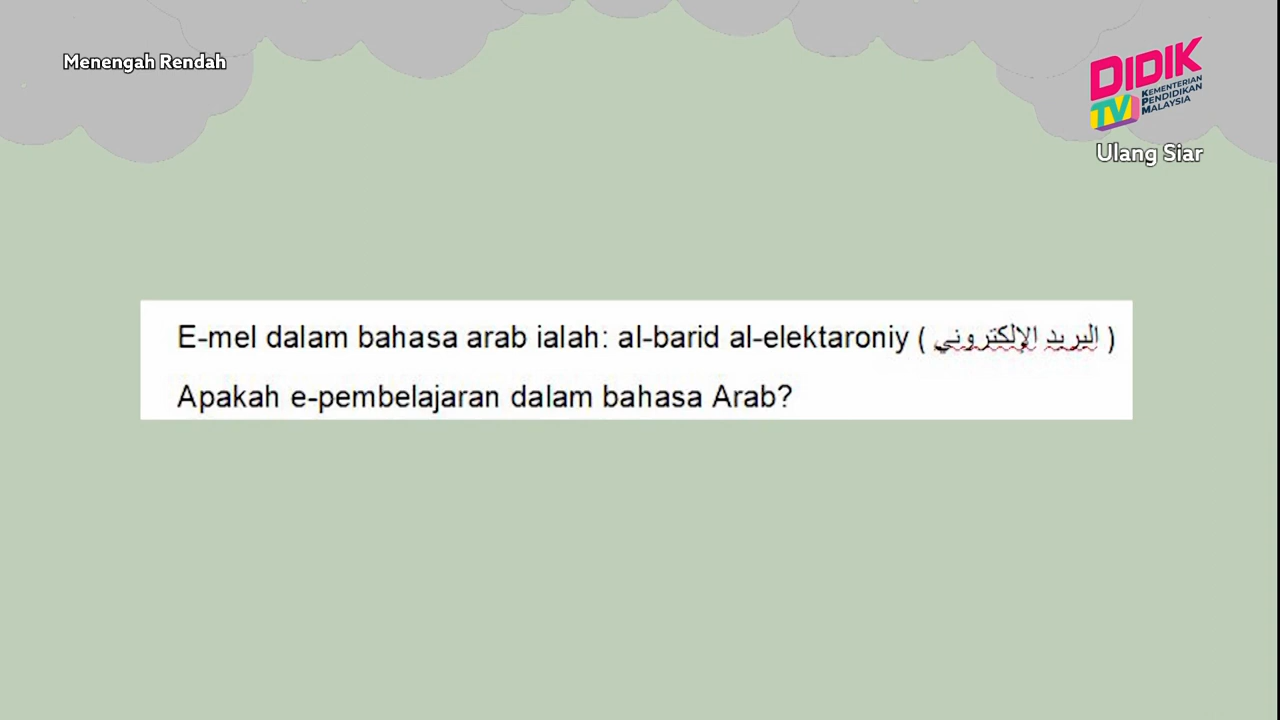 Menengah Rendah
DIDIK
TV
KEMENTERIAN
PENDIDIKAN
MALAYSIA
Ulang Siar
E-mel dalam bahasa arab ialah: al-barid al-elektaroniy ( البريد الإلكتروني )
Apakah e-pembelajaran dalam bahasa Arab?